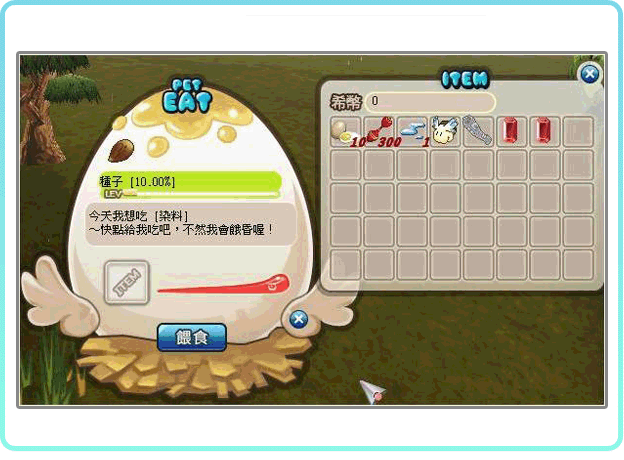 PET
EAT
種子 [10.00%]
LEV
今天我想吃 [染料]
～快點給我吃吧，不然我會餓昏喔！
ITEM
餵食
ITEM
希幣 0
10 300 1